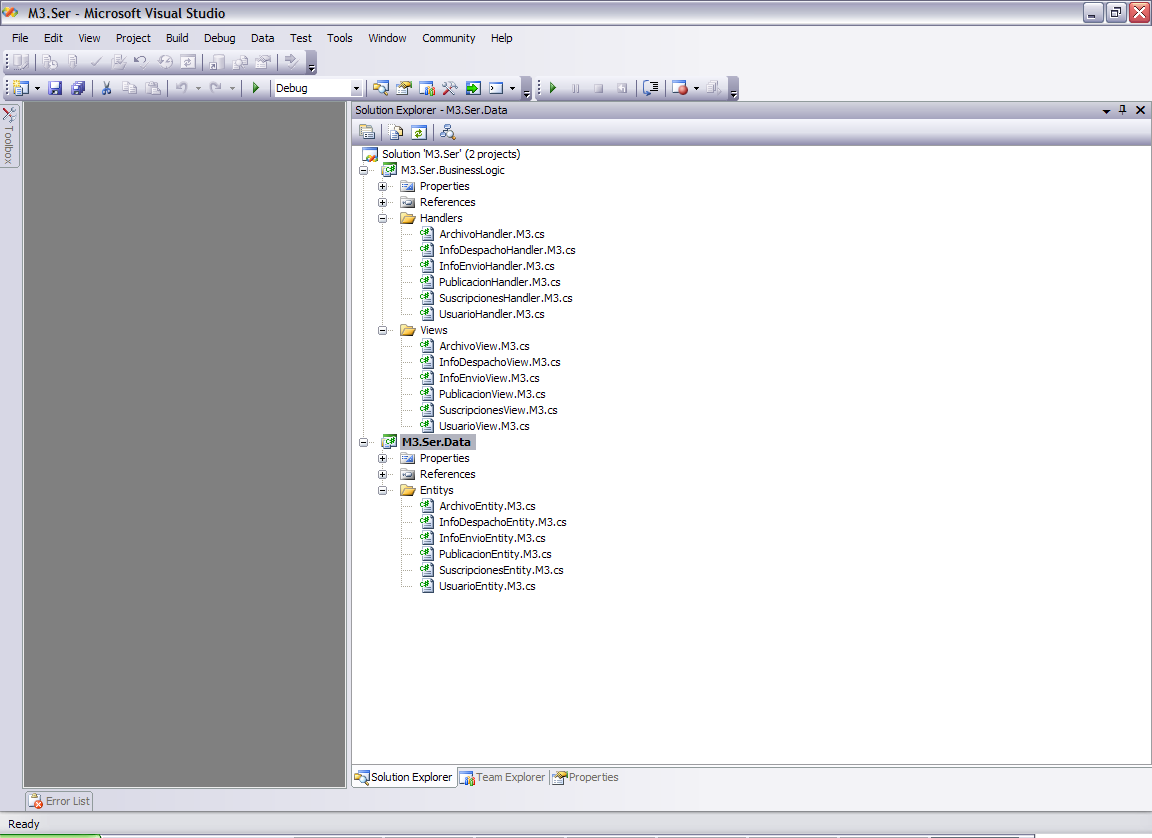 M3.Ser - Microsoft Visual Studio
File Edit View Project Build Debug Data Test Tools Window Community Help
Debug
Toolbox
Solution Explorer - M3.Ser.Data
Solution 'M3.Ser' (2 projects)
M3.Ser.BusinessLogic
Properties
References
Handlers
ArchivoHandler.M3.cs
InfoDespachoHandler.M3.cs
InfoEnvioHandler.M3.cs
PublicacionHandler.M3.cs
SuscripcionesHandler.M3.cs
UsuarioHandler.M3.cs
Views
ArchivoView.M3.cs
InfoDespachoView.M3.cs
InfoEnvioView.M3.cs
PublicacionView.M3.cs
SuscripcionesView.M3.cs
UsuarioView.M3.cs
M3.Ser.Data
Properties
References
Entitys
ArchivoEntity.M3.cs
InfoDespachoEntity.M3.cs
InfoEnvioEntity.M3.cs
PublicacionEntity.M3.cs
SuscripcionesEntity.M3.cs
UsuarioEntity.M3.cs
Solution Explorer Team Explorer Properties
Error List
Ready